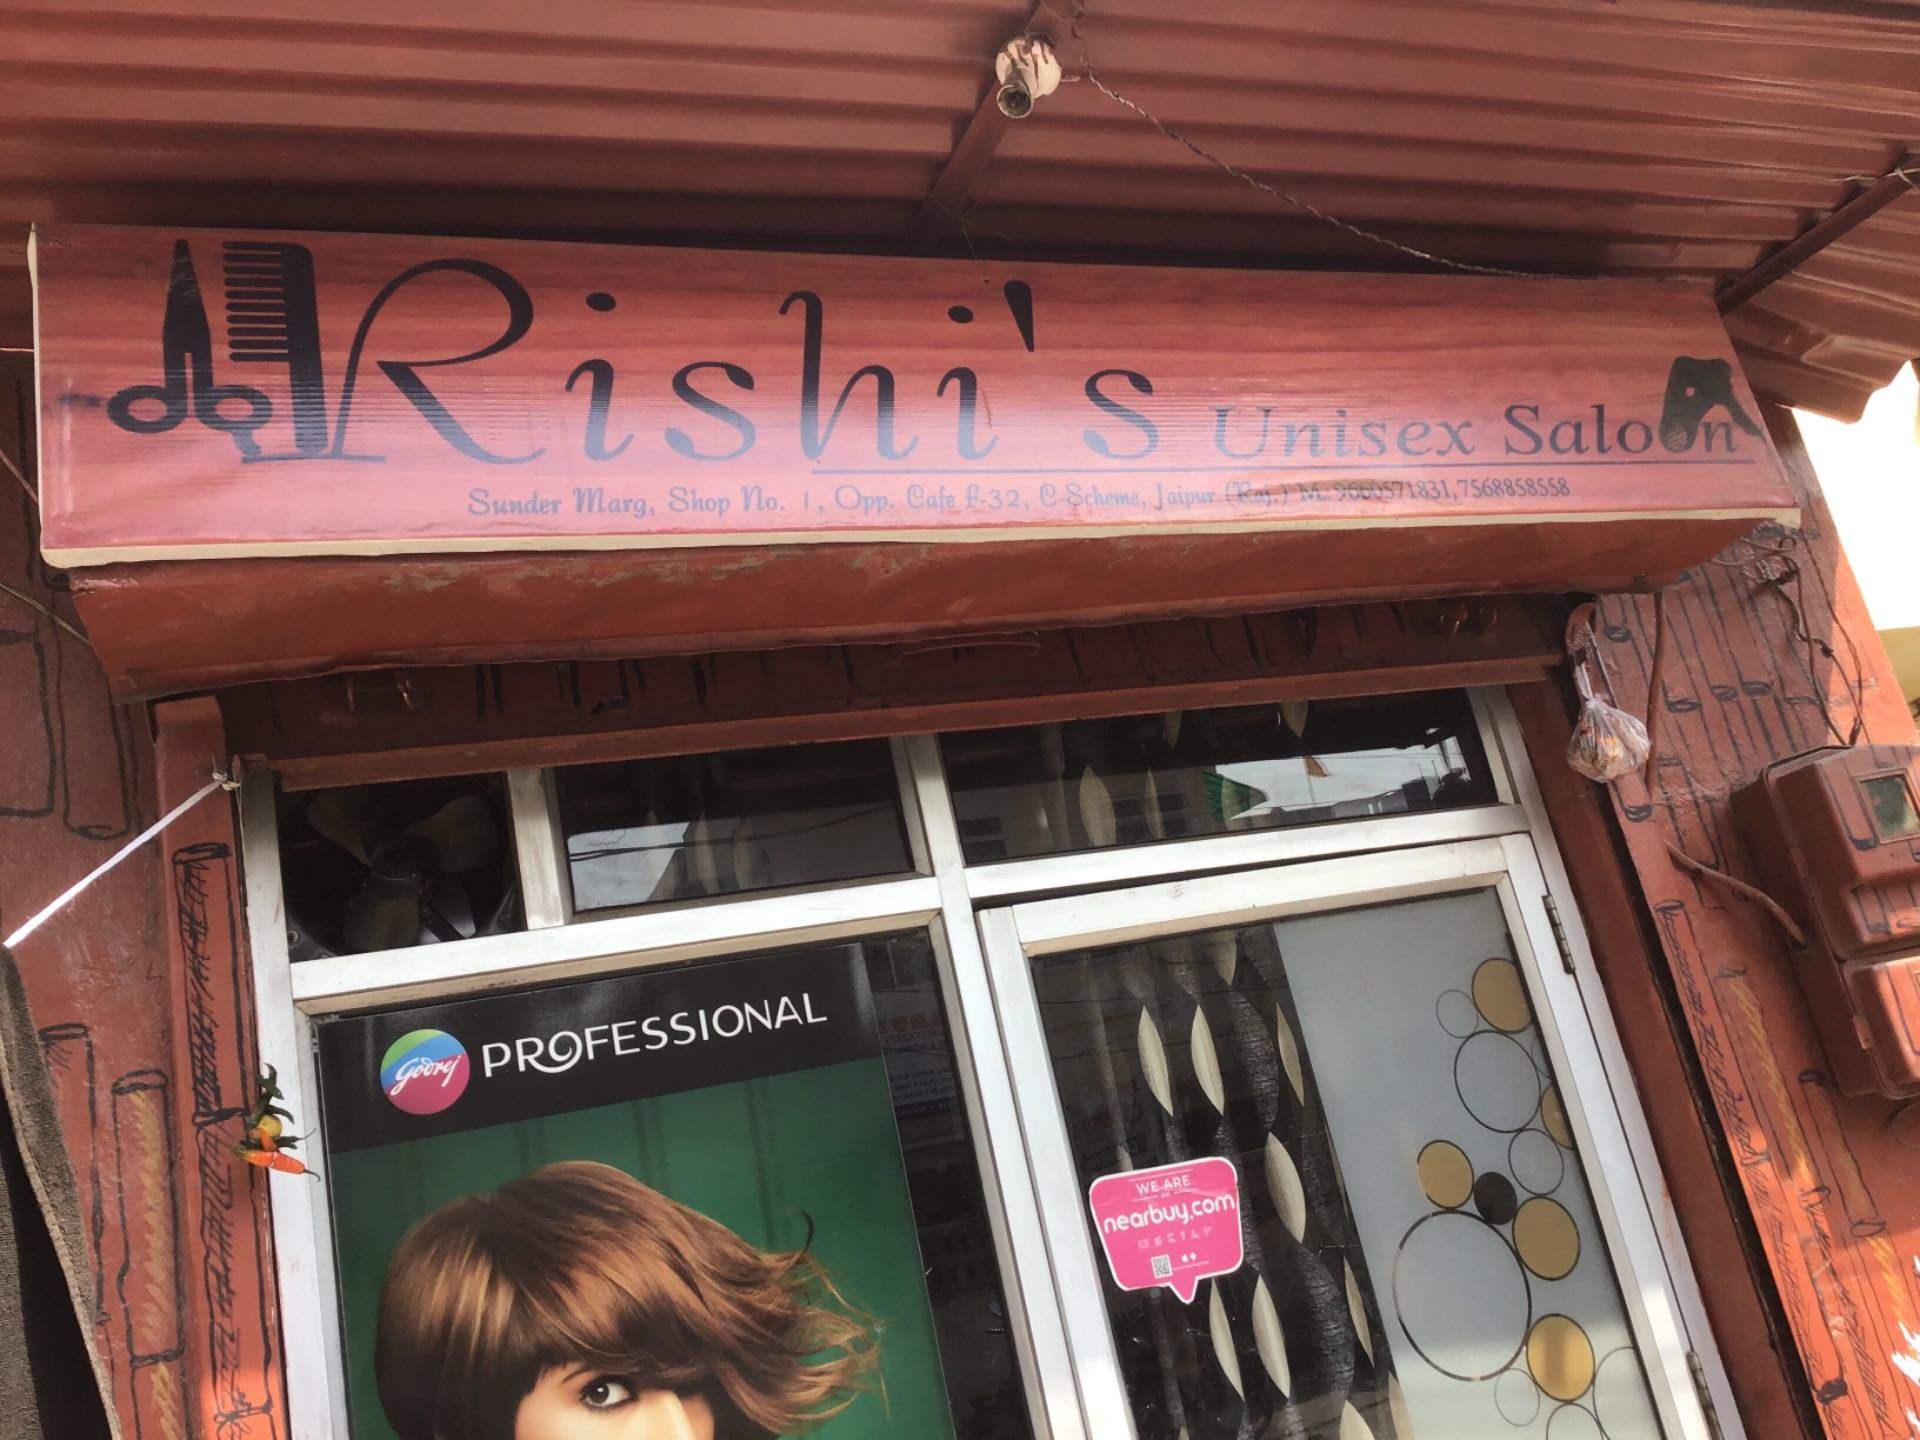 Rishi's Unisex Saloon
Sunder Marg, Shop No. 1, Opp. Cafe F-32, C-Scheme, Jaipur (Raj.) M.: 9660571831,7568858558
Godrej PROFESSIONAL
WE ARE
ON
nearbuy.com